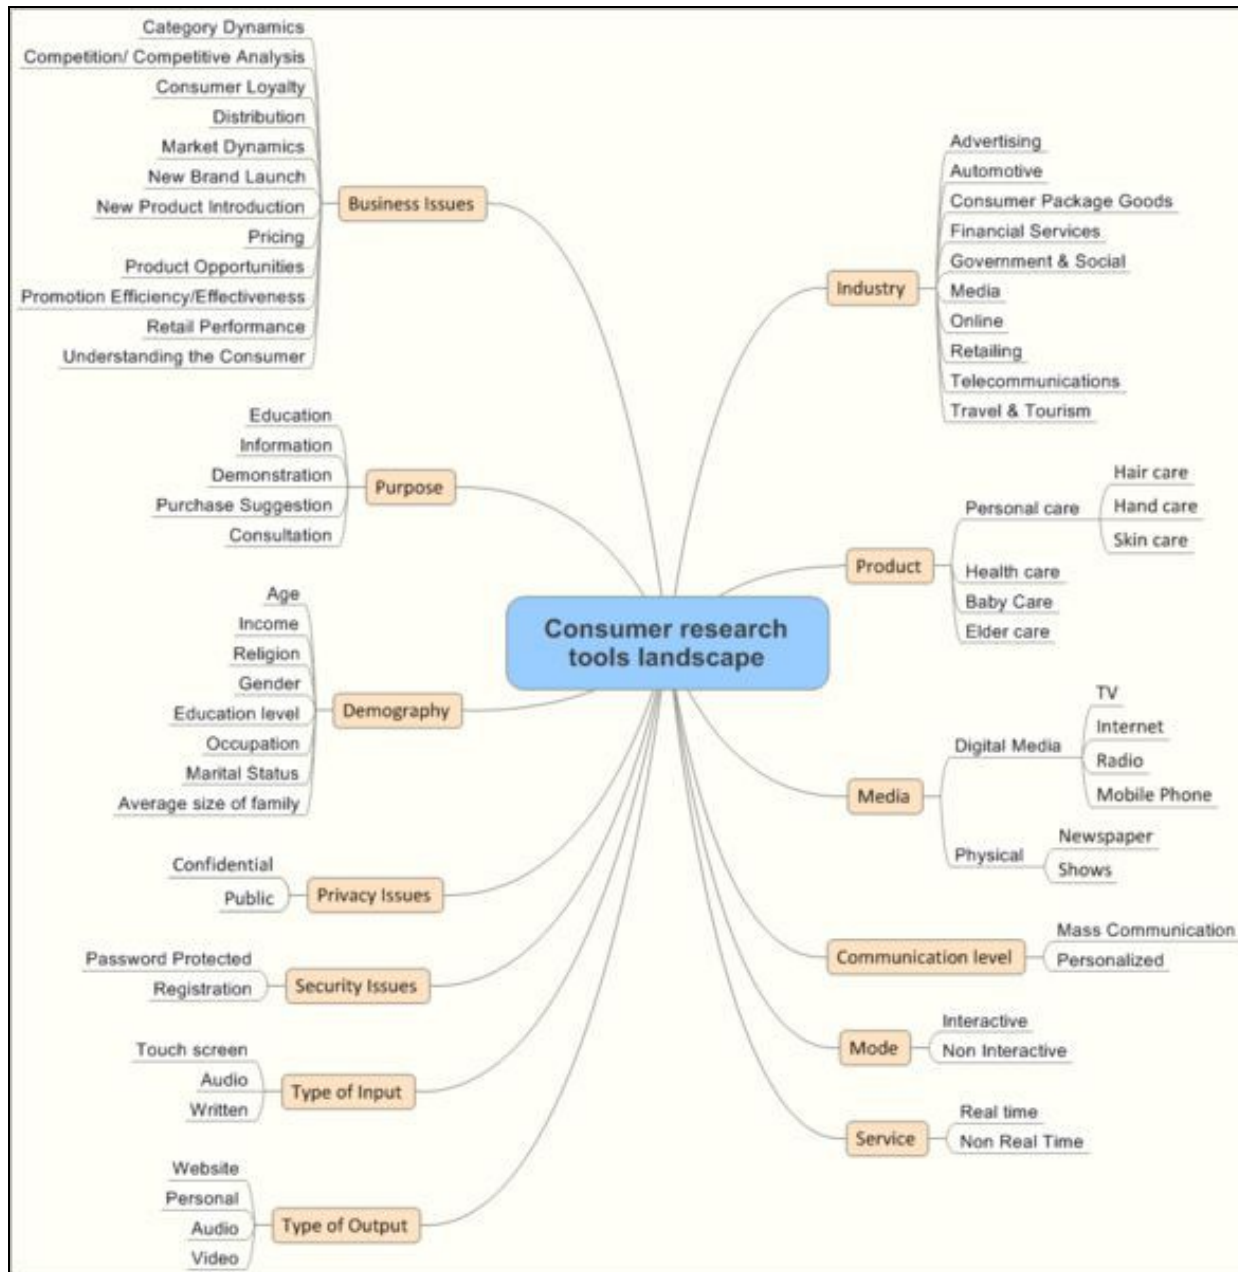 Category Dynamics
Competition/ Competitive Analysis
Consumer Loyalty
Distribution
Market Dynamics
New Brand Launch
New Product Introduction
Pricing
Product Opportunities
Promotion Efficiency/Effectiveness
Retail Performance
Understanding the Consumer
Business Issues
Education
Information
Demonstration
Purchase Suggestion
Consultation
Purpose
Age
Income
Religion
Gender
Education level
Occupation
Marital Status
Average size of family
Demography
Confidential
Public
Privacy Issues
Password Protected
Registration
Security Issues
Touch screen
Audio
Written
Type of Input
Website
Personal
Audio
Video
Type of Output
Consumer research
tools landscape
Industry
Advertising
Automotive
Consumer Package Goods
Financial Services
Government & Social
Media
Online
Retailing
Telecommunications
Travel & Tourism
Product
Personal care
Hair care
Hand care
Skin care
Health care
Baby Care
Elder care
Media
Digital Media
TV
Internet
Radio
Mobile Phone
Physical
Newspaper
Shows
Communication level
Mass Communication
Personalized
Mode
Interactive
Non Interactive
Service
Real time
Non Real Time